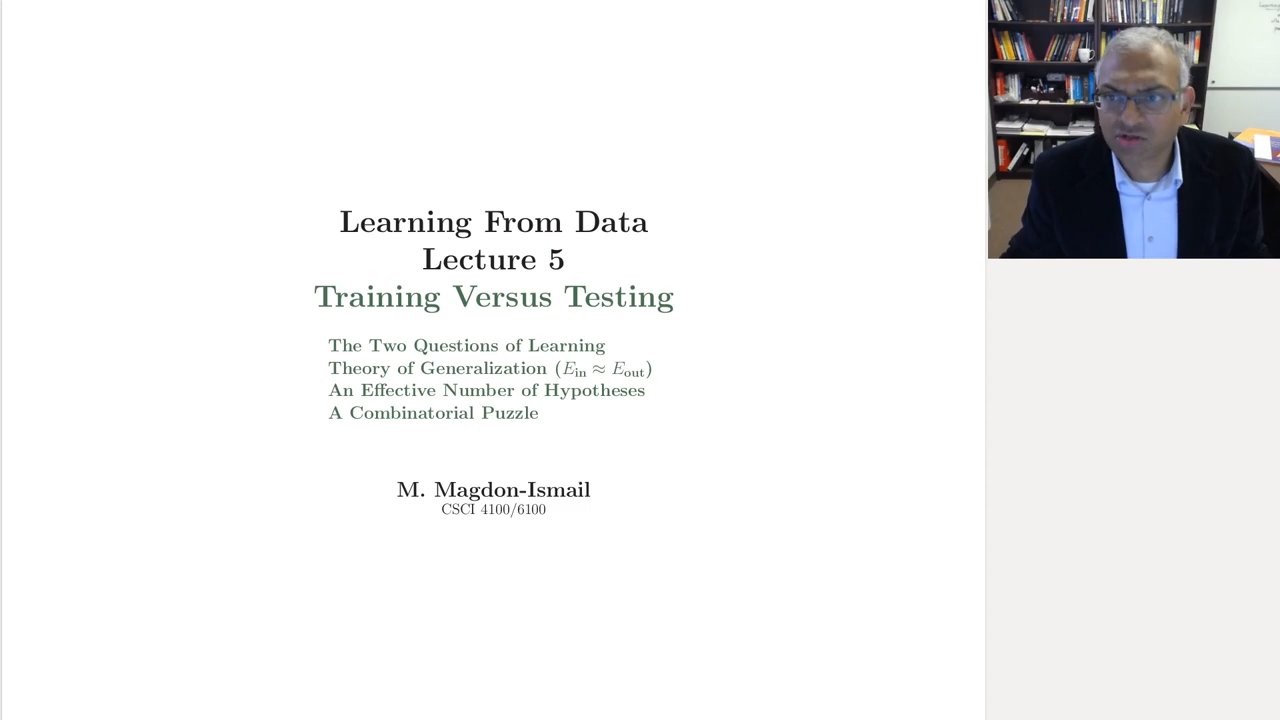 Learning From Data
Lecture 5
Training Versus Testing
The Two Questions of Learning
Theory of Generalization (E_in ≈ E_out)
An Effective Number of Hypotheses
A Combinatorial Puzzle
M. Magdon-Ismail
CSCI 4100/6100